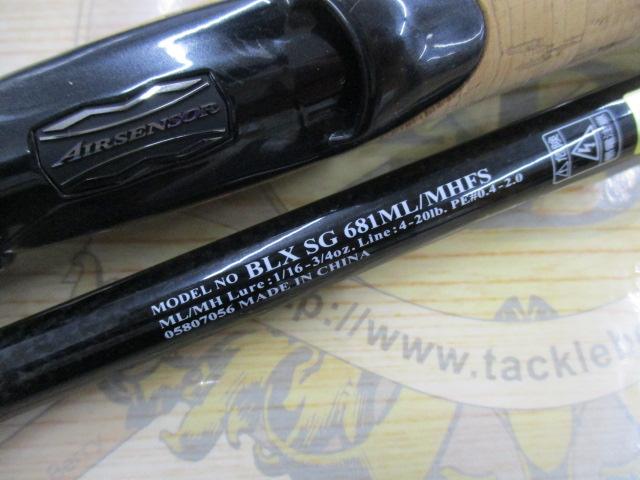 AIRSENSOR
MODEL NO BLX SG 681ML/MHFS
ML/MH Lure:1/16-3/4oz. Line:4-20lb. PE#0.4-2.0
05807056 MADE IN CHINA
http://www.tackleb